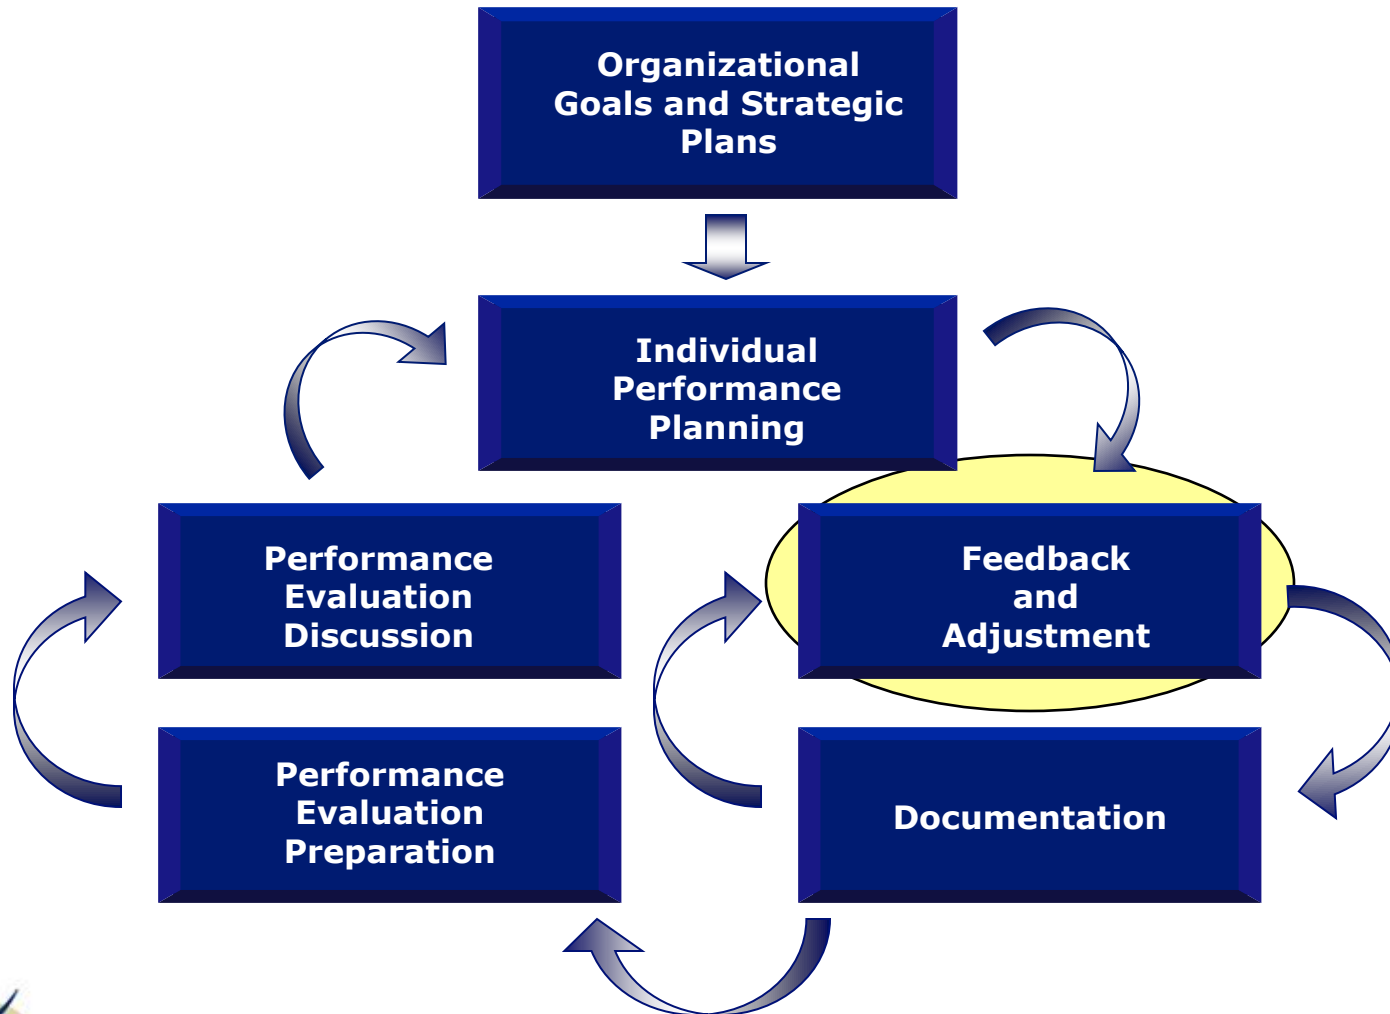 Organizational
Goals and Strategic
Plans
Individual
Performance
Planning
Performance
Evaluation
Discussion
Feedback
and
Adjustment
Performance
Evaluation
Preparation
Documentation